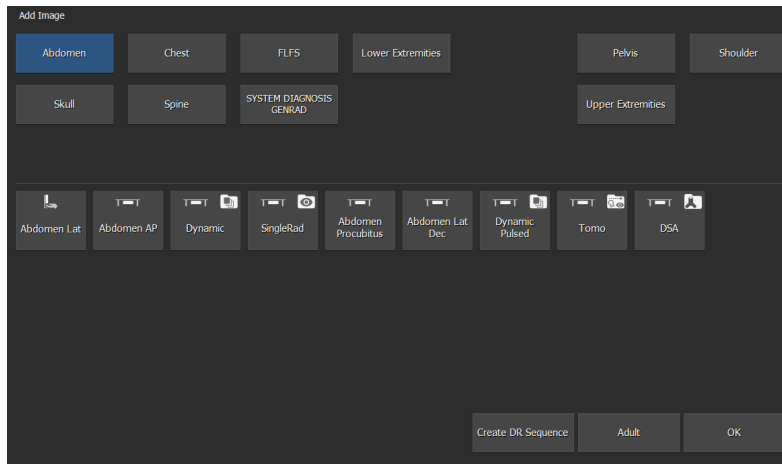 Add Image
Abdomen
Chest
FLFS
Lower Extremities
Pelvis
Shoulder
Skull
Spine
SYSTEM DIAGNOSIS
GENRAD
Upper Extremities
Abdomen Lat
Abdomen AP
Dynamic
SingleRad
Abdomen
Procubitus
Abdomen Lat
Dec
Dynamic
Pulsed
Tomo
DSA
Create DR Sequence
Adult
OK